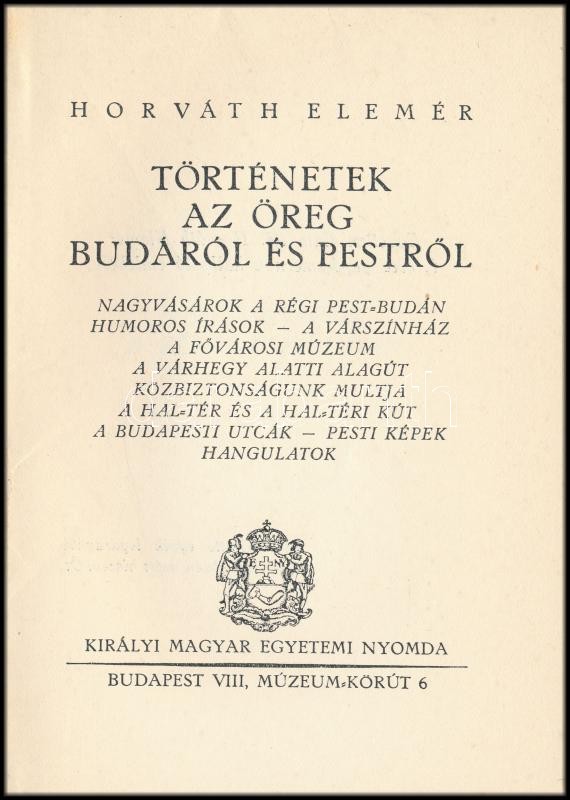 HORVÁTH ELEMÉR
TÖRTÉNETEK
AZ ÖREG
BUDÁRÓL ÉS PESTRŐL
NAGYVÁSÁROK A RÉGI PEST-BUDÁN
HUMOROS ÍRÁSOK — A VÁRSZÍNHÁZ
A FŐVÁROSI MÚZEUM
A VÁRHEGY ALATTI ALAGÚT
KÖZBIZTONSÁGUNK MULTJA
A HAL-TÉR ÉS A HAL-TÉRI KÚT
A BUDAPESTI UTCÁK — PESTI KÉPEK
HANGULATOK
KIRÁLYI MAGYAR EGYETEMI NYOMDA
BUDAPEST VIII, MÚZEUM-KÖRÚT 6